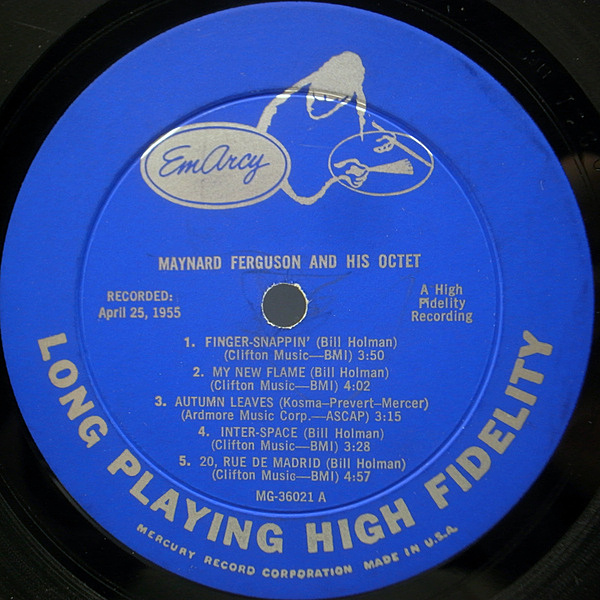 EmArcy
MAYNARD FERGUSON AND HIS OCTET
RECORDED:
April 25, 1955
A High
Fidelity
Recording
1. FINGER-SNAPPIN' (Bill Holman)
(Clifton Music—BMI) 3:50
2. MY NEW FLAME (Bill Holman)
(Clifton Music—BMI) 4:02
3. AUTUMN LEAVES (Kosma–Prevert–Mercer)
(Ardmore Music Corp.—ASCAP) 3:15
4. INTER-SPACE (Bill Holman)
(Clifton Music—BMI) 3:28
5. 20, RUE DE MADRID (Bill Holman)
(Clifton Music—BMI) 4:57
MG-36021 A
LONG PLAYING HIGH FIDELITY
MERCURY RECORD CORPORATION MADE IN U.S.A.